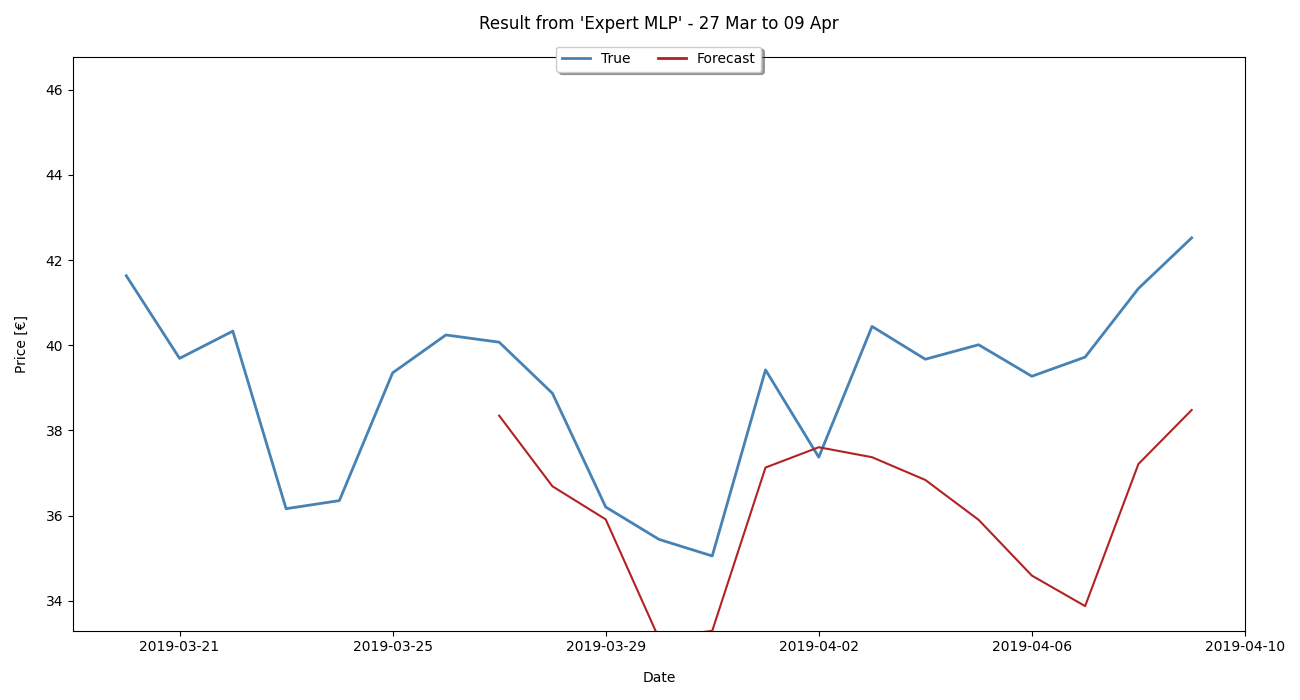 Result from 'Expert MLP' - 27 Mar to 09 Apr
True Forecast
46
44
42
40
38
36
34
Price [€]
2019-03-21 2019-03-25 2019-03-29 2019-04-02 2019-04-06 2019-04-10
Date